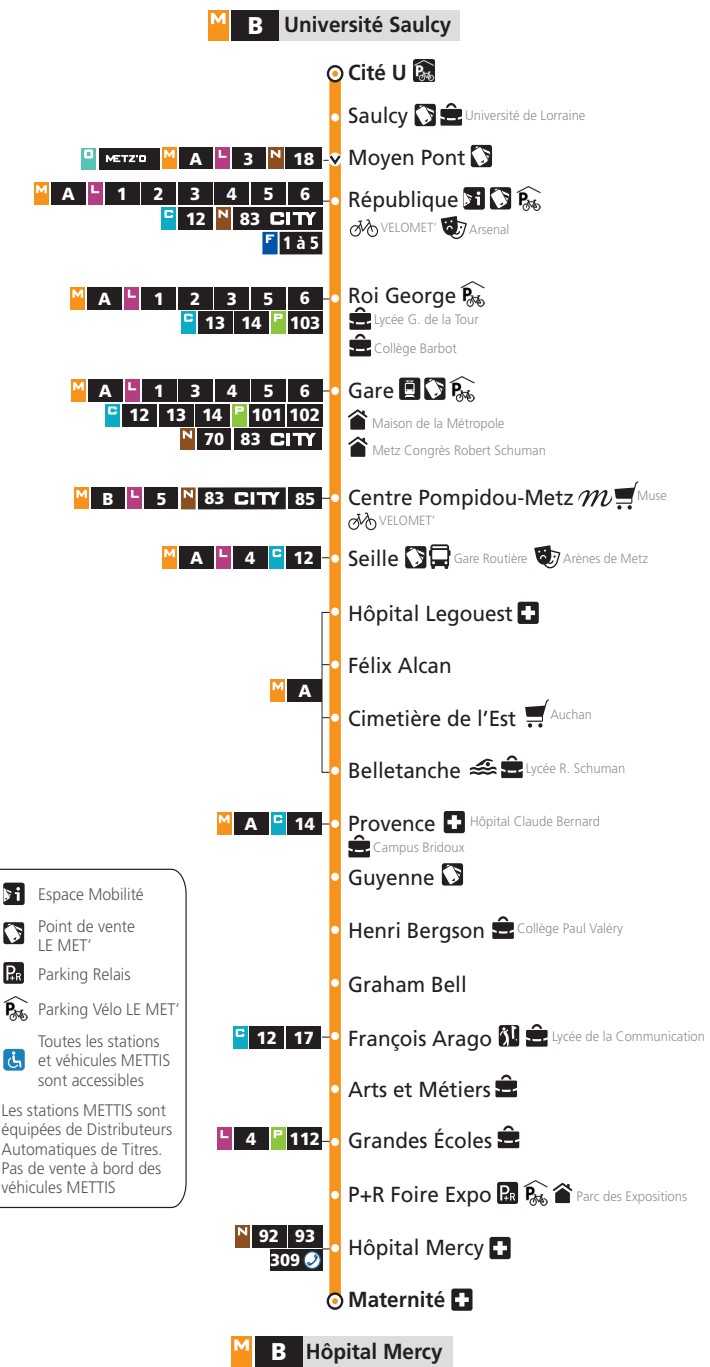 M B Université Saulcy
Cité U P
Saulcy Université de Lorraine
O METZ'O M A L 3 N 18 Moyen Pont
M A L 1 2 3 4 5 6 République i P
C 12 N 83 CITY VELOMET' Arsenal
F 1 à 5
M A L 1 2 3 5 6 Roi George P
C 13 14 P 103 Lycée G. de la Tour
Collège Barbot
M A L 1 3 4 5 6 Gare P
C 12 13 14 P 101 102 Maison de la Métropole
N 70 83 CITY Metz Congrès Robert Schuman
M B L 5 N 83 CITY 85 Centre Pompidou-Metz m Muse
VELOMET'
M A L 4 C 12 Seille Gare Routière Arènes de Metz
Hôpital Legouest
Félix Alcan
M A
Cimetière de l'Est Auchan
Belletanche Lycée R. Schuman
M A C 14 Provence Hôpital Claude Bernard
Campus Bridoux
Guyenne
Henri Bergson Collège Paul Valéry
Graham Bell
C 12 17 François Arago Lycée de la Communication
Arts et Métiers
L 4 P 112 Grandes Écoles
P+R Foire Expo P+R P Parc des Expositions
N 92 93 Hôpital Mercy
309
Maternité
M B Hôpital Mercy
i Espace Mobilité
Point de vente
LE MET'
P+R Parking Relais
P Parking Vélo LE MET'
Toutes les stations
et véhicules METTIS
sont accessibles
Les stations METTIS sont
équipées de Distributeurs
Automatiques de Titres.
Pas de vente à bord des
véhicules METTIS